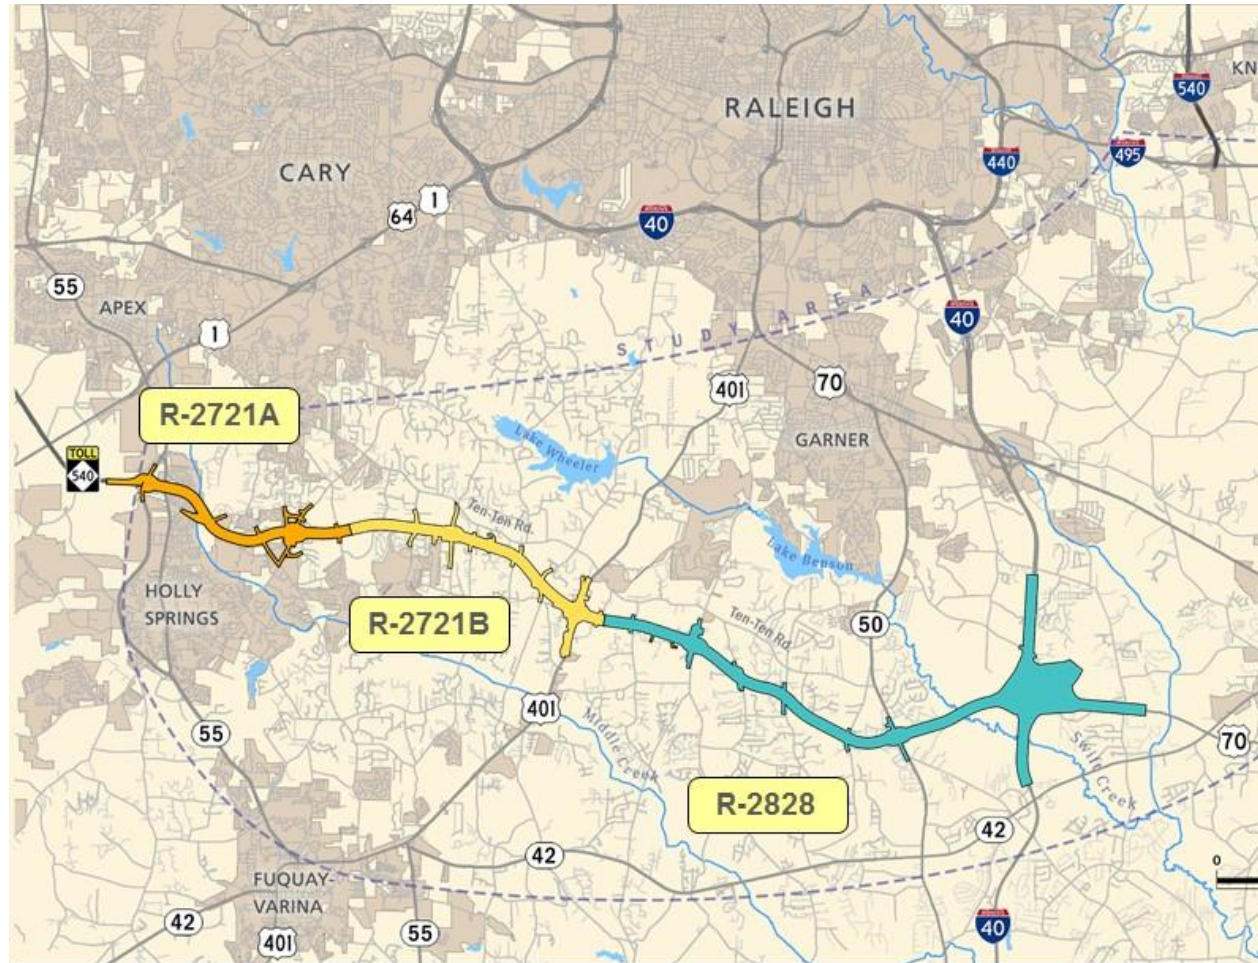 540
KN
RALEIGH
440
495
CARY
1
64
40
55
APEX
40
1
STUDY AREA
70
401
R-2721A
GARNER
Lake Wheeler
TOLL
540
Ten-Ten Rd.
Lake Benson
HOLLY
SPRINGS
R-2721B
Ten-Ten Rd.
50
401
Middle Creek
55
70
Swift Creek
R-2828
42
42
0
FUQUAY-
VARINA
42
401
55
40